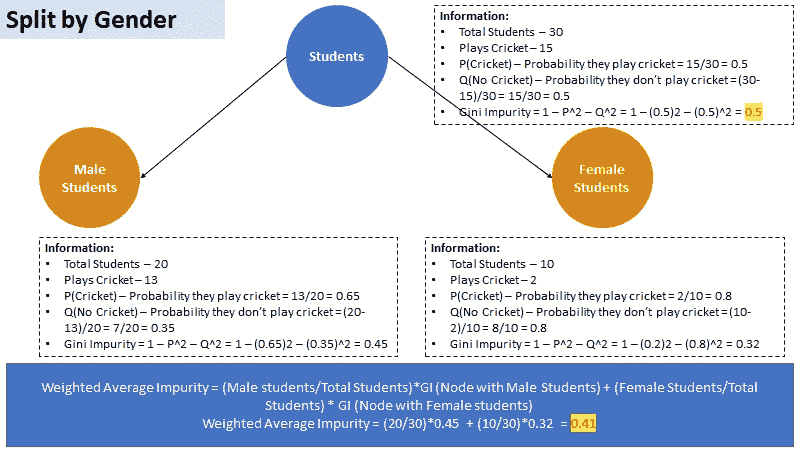 Split by Gender
Students
Information:
• Total Students – 30
• Plays Cricket – 15
• P(Cricket) – Probability they play cricket = 15/30 = 0.5
• Q(No Cricket) – Probability they don't play cricket = (30-
15)/30 = 15/30 = 0.5
• Gini Impurity = 1 – P^2 – Q^2 = 1 – (0.5)2 – (0.5)^2 = 0.5
Male
Students
Female
Students
Information:
• Total Students – 20
• Plays Cricket – 13
• P(Cricket) – Probability they play cricket = 13/20 = 0.65
• Q(No Cricket) – Probability they don't play cricket = (20-
13)/20 = 7/20 = 0.35
• Gini Impurity = 1 – P^2 – Q^2 = 1 – (0.65)2 – (0.35)^2 = 0.45
Information:
• Total Students – 10
• Plays Cricket – 2
• P(Cricket) – Probability they play cricket = 2/10 = 0.8
• Q(No Cricket) – Probability they don't play cricket = (10-
2)/10 = 8/10 = 0.8
• Gini Impurity = 1 – P^2 – Q^2 = 1 – (0.2)2 – (0.8)^2 = 0.32
Weighted Average Impurity = (Male students/Total Students)*GI (Node with Male Students) + (Female Students/Total
Students) * GI (Node with Female students)
Weighted Average Impurity = (20/30)*0.45 + (10/30)*0.32 = 0.41